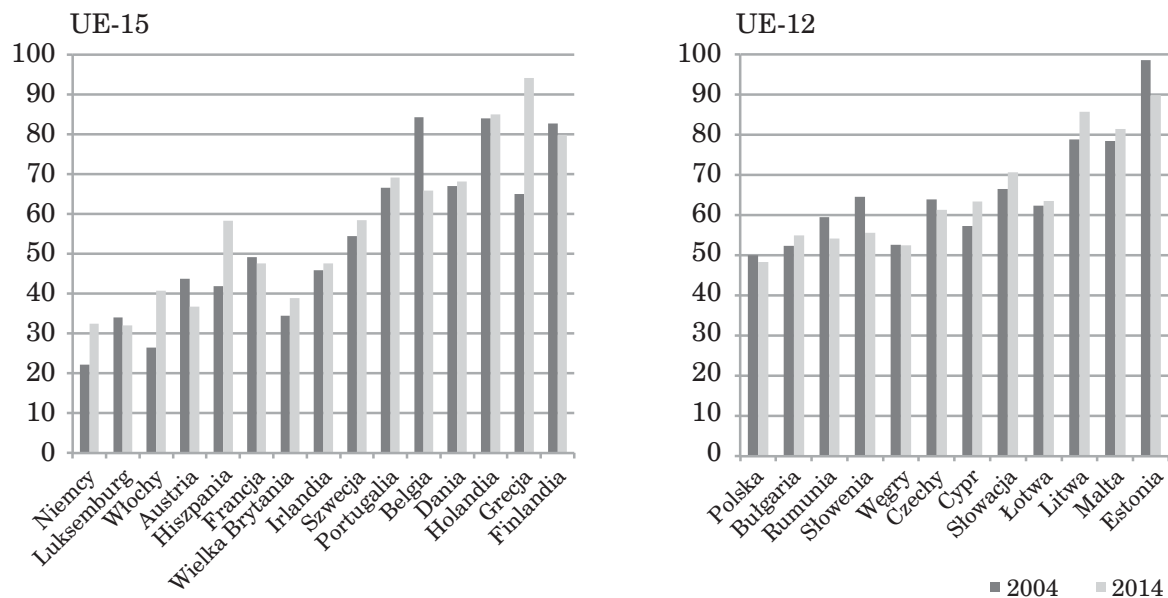 UE-15
100
90
80
70
60
50
40
30
20
10
0
Niemcy
Luksemburg
Włochy
Austria
Hiszpania
Francja
Wielka Brytania
Irlandia
Szwecja
Portugalia
Belgia
Dania
Holandia
Grecja
Finlandia
UE-12
100
90
80
70
60
50
40
30
20
10
0
Polska
Bułgaria
Rumunia
Słowenia
Węgry
Czechy
Cypr
Słowacja
Łotwa
Litwa
Malta
Estonia
2004 2014